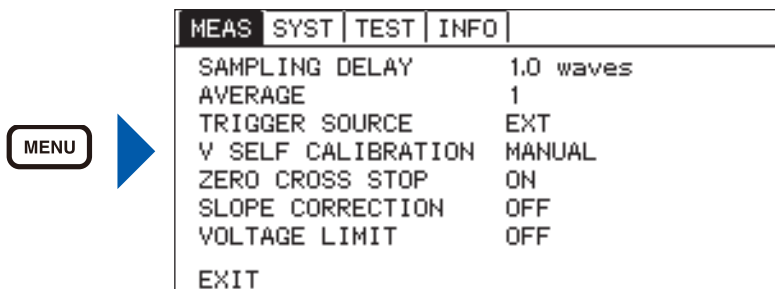 MENU
MEAS SYST TEST INFO
SAMPLING DELAY 1.0 waves
AVERAGE 1
TRIGGER SOURCE EXT
V SELF CALIBRATION MANUAL
ZERO CROSS STOP ON
SLOPE CORRECTION OFF
VOLTAGE LIMIT OFF
EXIT